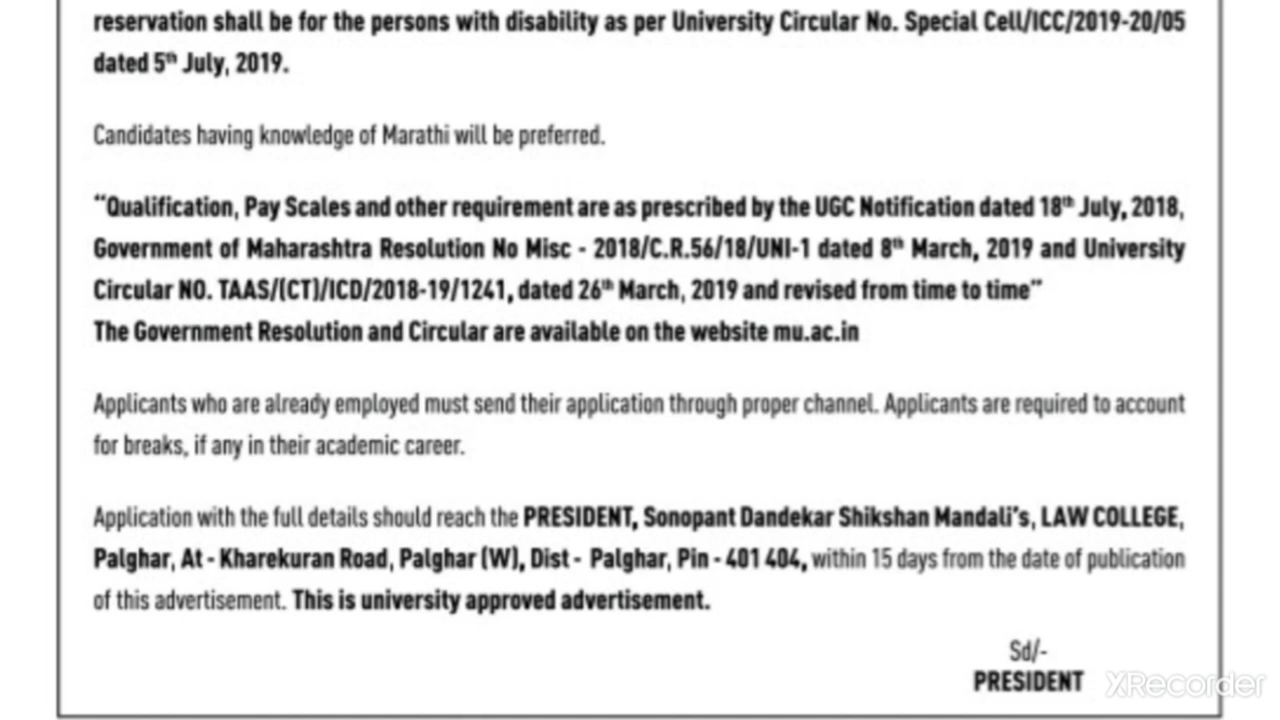 reservation shall be for the persons with disability as per University Circular No. Special Cell/ICC/2019-20/05
dated 5th July, 2019.
Candidates having knowledge of Marathi will be preferred.
“Qualification, Pay Scales and other requirement are as prescribed by the UGC Notification dated 18th July, 2018,
Government of Maharashtra Resolution No Misc - 2018/C.R.56/18/UNI-1 dated 8th March, 2019 and University
Circular NO. TAAS/(CT)/ICD/2018-19/1241, dated 26th March, 2019 and revised from time to time”
The Government Resolution and Circular are available on the website mu.ac.in
Applicants who are already employed must send their application through proper channel. Applicants are required to account
for breaks, if any in their academic career.
Application with the full details should reach the PRESIDENT, Sonopant Dandekar Shikshan Mandali's, LAW COLLEGE,
Palghar, At - Kharekuran Road, Palghar (W), Dist - Palghar, Pin - 401 404, within 15 days from the date of publication
of this advertisement. This is university approved advertisement.
Sd/-
PRESIDENT
XRecorder